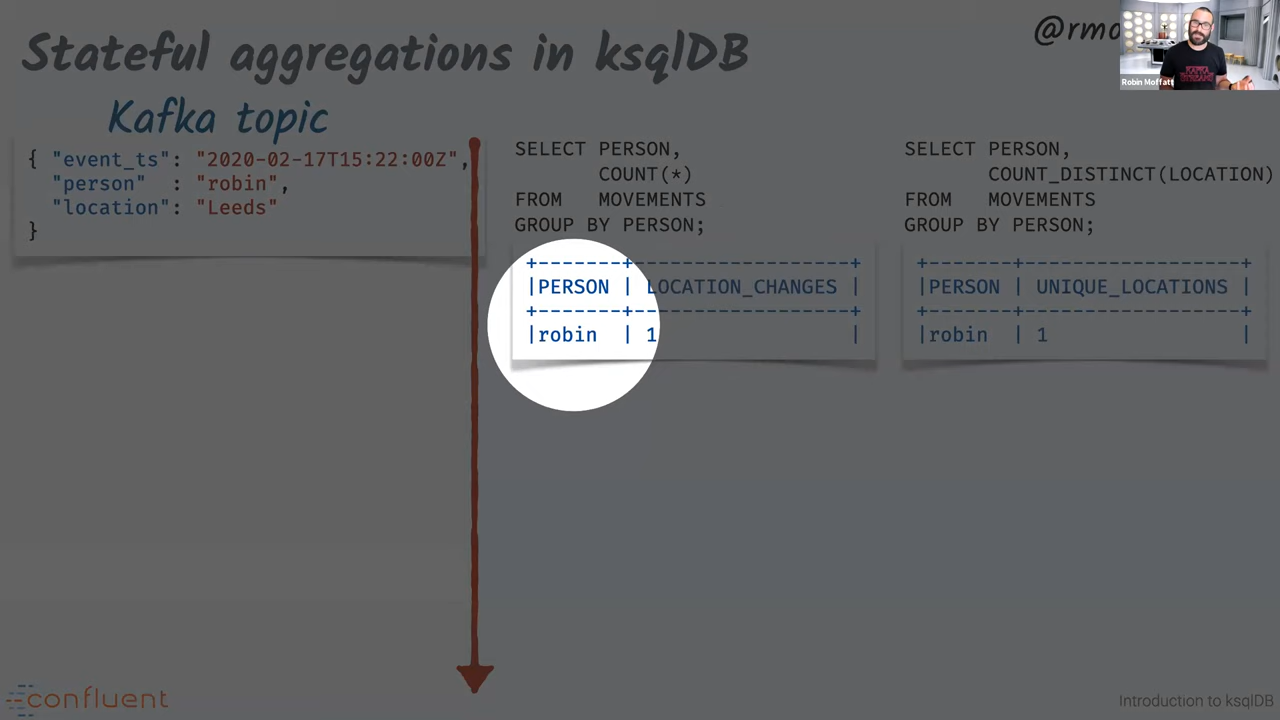 Stateful aggregations in ksqlDB
@rmo
Robin Moffatt
Kafka topic
{ "event_ts": "2020-02-17T15:22:00Z",
"person" : "robin",
"location": "Leeds"
}
SELECT PERSON,
COUNT(*)
FROM MOVEMENTS
GROUP BY PERSON;
+-------+------------------+
|PERSON | LOCATION_CHANGES |
+-------+------------------+
|robin | 1 |
SELECT PERSON,
COUNT_DISTINCT(LOCATION)
FROM MOVEMENTS
GROUP BY PERSON;
+-------+------------------+
|PERSON | UNIQUE_LOCATIONS |
+-------+------------------+
|robin | 1 |
confluent
Introduction to ksqlDB